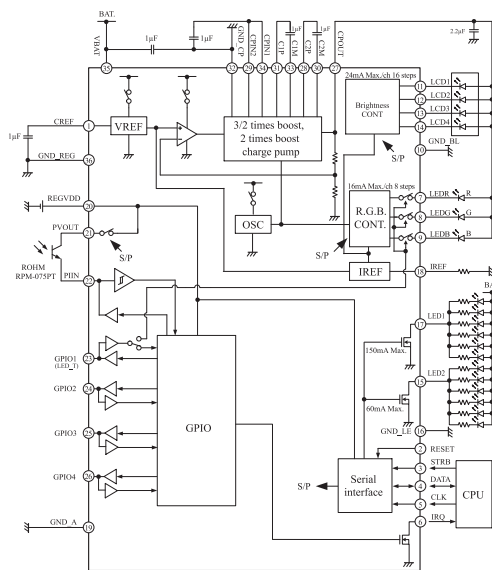 BAT.
1μF
1μF
1μF
1μF
2.2μF
VBAT
GND_CP
CPIN2
CPIN1
C1P
C1M
C2P
C2M
CPOUT
35
32
29
34
31
33
28
30
27
24mA Max./ch 16 steps
Brightness
CONT
11
LCD1
12
LCD2
13
LCD3
14
LCD4
10
GND_BL
S/P
CREF
1
VREF
3/2 times boost,
2 times boost
charge pump
1μF
GND_REG
36
REGVDD
20
PVOUT
21
S/P
ROHM
RPM-075PT
PIIN
22
OSC
16mA Max./ch 8 steps
R.G.B.
CONT.
S/P
7
LEDR
R
8
LEDG
G
9
LEDB
B
IREF
18
IREF
GPIO1
(LED_T)
23
GPIO2
24
GPIO3
25
GPIO4
26
GND_A
19
GPIO
17
LED1
150mA Max.
15
LED2
60mA Max.
GND_LE
16
2
RESET
S/P
Serial
interface
3
STRB
4
DATA
5
CLK
6
IRQ
CPU